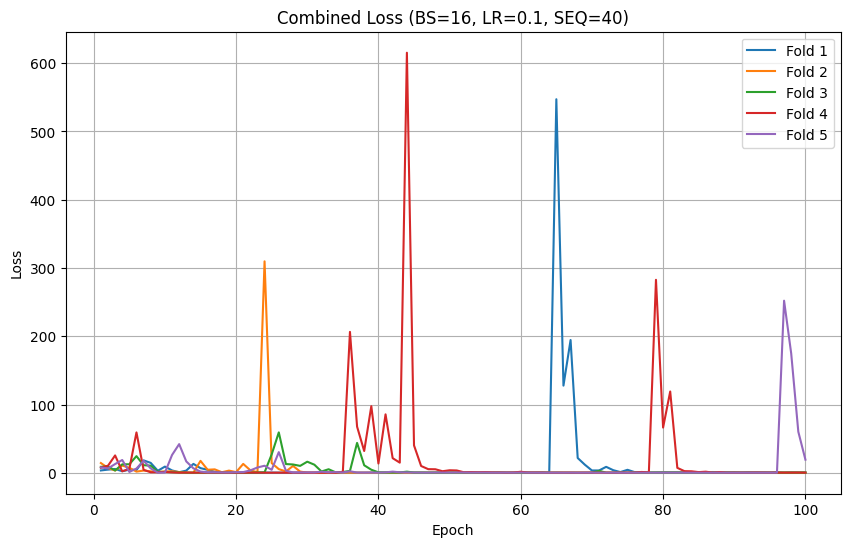 Combined Loss (BS=16, LR=0.1, SEQ=40)
Fold 1
Fold 2
Fold 3
Fold 4
Fold 5
Loss
600
500
400
300
200
100
0
0 20 40 60 80 100
Epoch